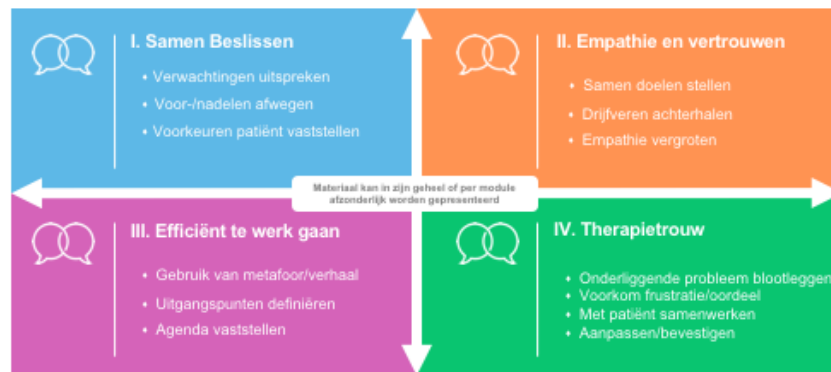 I. Samen Beslissen
• Verwachtingen uitspreken
• Voor-/nadelen afwegen
• Voorkeuren patiënt vaststellen
II. Empathie en vertrouwen
• Samen doelen stellen
• Drijfveren achterhalen
• Empathie vergroten
Materiaal kan in zijn geheel of per module
afzonderlijk worden gepresenteerd
III. Efficiënt te werk gaan
• Gebruik van metafoor/verhaal
• Uitgangspunten definiëren
• Agenda vaststellen
IV. Therapietrouw
• Onderliggende probleem blootleggen
• Voorkom frustratie/oordeel
• Met patiënt samenwerken
• Aanpassen/bevestigen